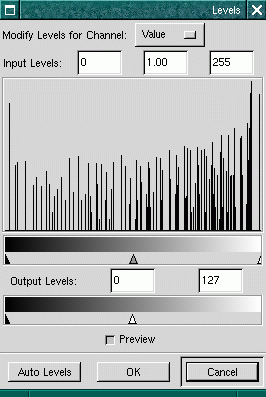 Levels
Modify Levels for Channel: Value
Input Levels: 0 1.00 255
Output Levels: 0 127
Preview
Auto Levels OK Cancel